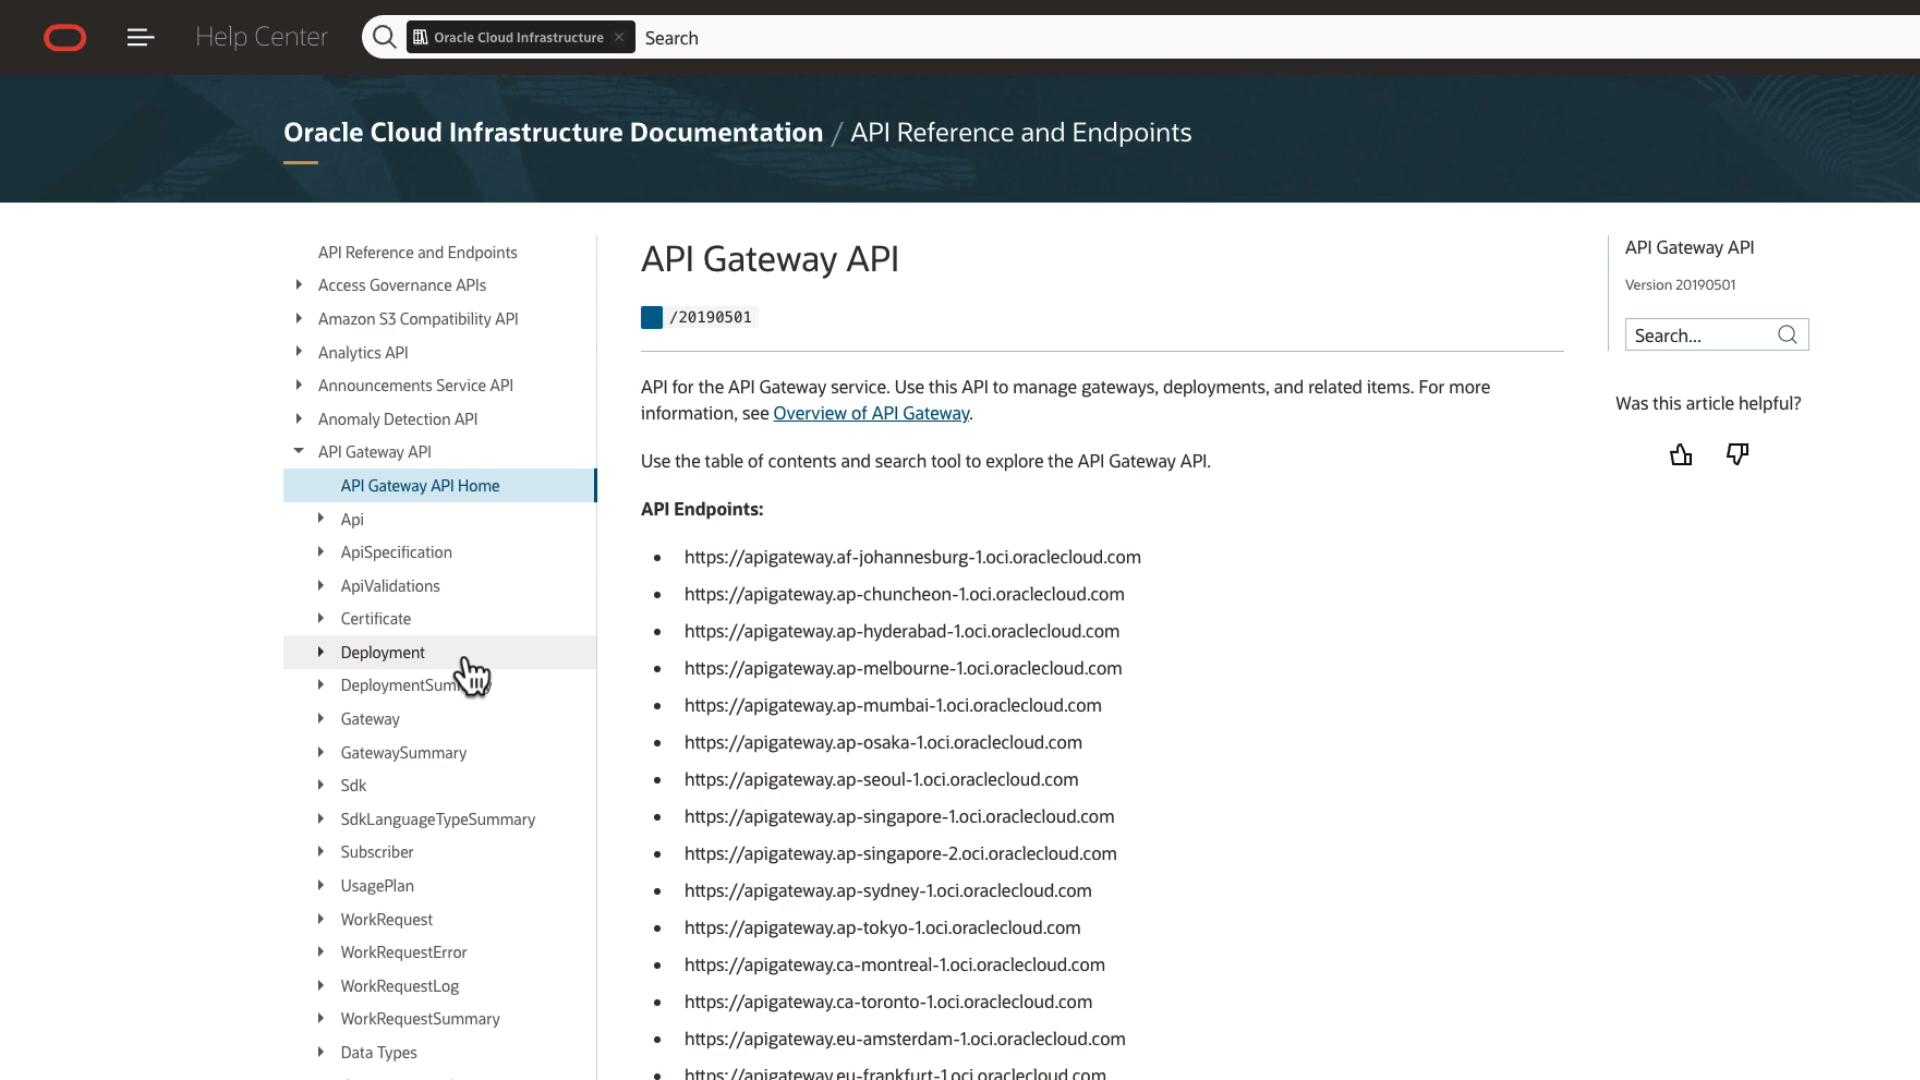 Help Center
Oracle Cloud Infrastructure
Search
Oracle Cloud Infrastructure Documentation / API Reference and Endpoints
API Reference and Endpoints
Access Governance APIs
Amazon S3 Compatibility API
Analytics API
Announcements Service API
Anomaly Detection API
API Gateway API
API Gateway API Home
Api
ApiSpecification
ApiValidations
Certificate
Deployment
Gateway
GatewaySummary
Sdk
SdkLanguageTypeSummary
Subscriber
UsagePlan
WorkRequest
WorkRequestError
WorkRequestLog
WorkRequestSummary
Data Types
API Gateway API
/20190501
API for the API Gateway service. Use this API to manage gateways, deployments, and related items. For more
information, see Overview of API Gateway.
Use the table of contents and search tool to explore the API Gateway API.
API Endpoints:
• https://apigateway.af-johannesburg-1.oci.oraclecloud.com
• https://apigateway.ap-chuncheon-1.oci.oraclecloud.com
• https://apigateway.ap-hyderabad-1.oci.oraclecloud.com
• https://apigateway.ap-melbourne-1.oci.oraclecloud.com
• https://apigateway.ap-mumbai-1.oci.oraclecloud.com
• https://apigateway.ap-osaka-1.oci.oraclecloud.com
• https://apigateway.ap-seoul-1.oci.oraclecloud.com
• https://apigateway.ap-singapore-1.oci.oraclecloud.com
• https://apigateway.ap-singapore-2.oci.oraclecloud.com
• https://apigateway.ap-sydney-1.oci.oraclecloud.com
• https://apigateway.ap-tokyo-1.oci.oraclecloud.com
• https://apigateway.ca-montreal-1.oci.oraclecloud.com
• https://apigateway.ca-toronto-1.oci.oraclecloud.com
• https://apigateway.eu-amsterdam-1.oci.oraclecloud.com
• https://apigateway.eu-frankfurt-1.oci.oraclecloud.com
API Gateway API
Version 20190501
Search...
Was this article helpful?